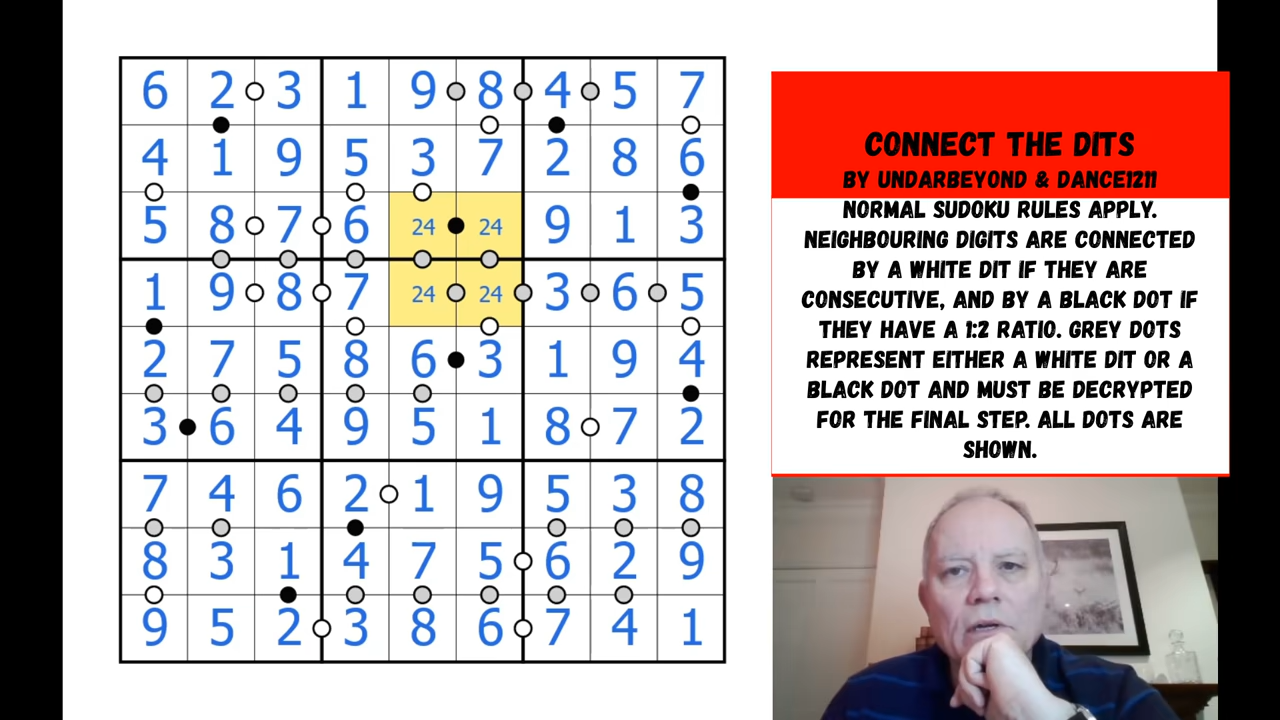 6 2 3 1 9 8 4 5 7
4 1 9 5 3 7 2 8 6
5 8 7 6 24 24 9 1 3
1 9 8 7 24 24 3 6 5
2 7 5 8 6 3 1 9 4
3 6 4 9 5 1 8 7 2
7 4 6 2 1 9 5 3 8
8 3 1 4 7 5 6 2 9
9 5 2 3 8 6 7 4 1
CONNECT THE DITS
BY UNDARBEYOND & DANCE1211
NORMAL SUDOKU RULES APPLY.
NEIGHBOURING DIGITS ARE CONNECTED
BY A WHITE DIT IF THEY ARE
CONSECUTIVE, AND BY A BLACK DOT IF
THEY HAVE A 1:2 RATIO. GREY DOTS
REPRESENT EITHER A WHITE DIT OR A
BLACK DOT AND MUST BE DECRYPTED
FOR THE FINAL STEP. ALL DOTS ARE
SHOWN.